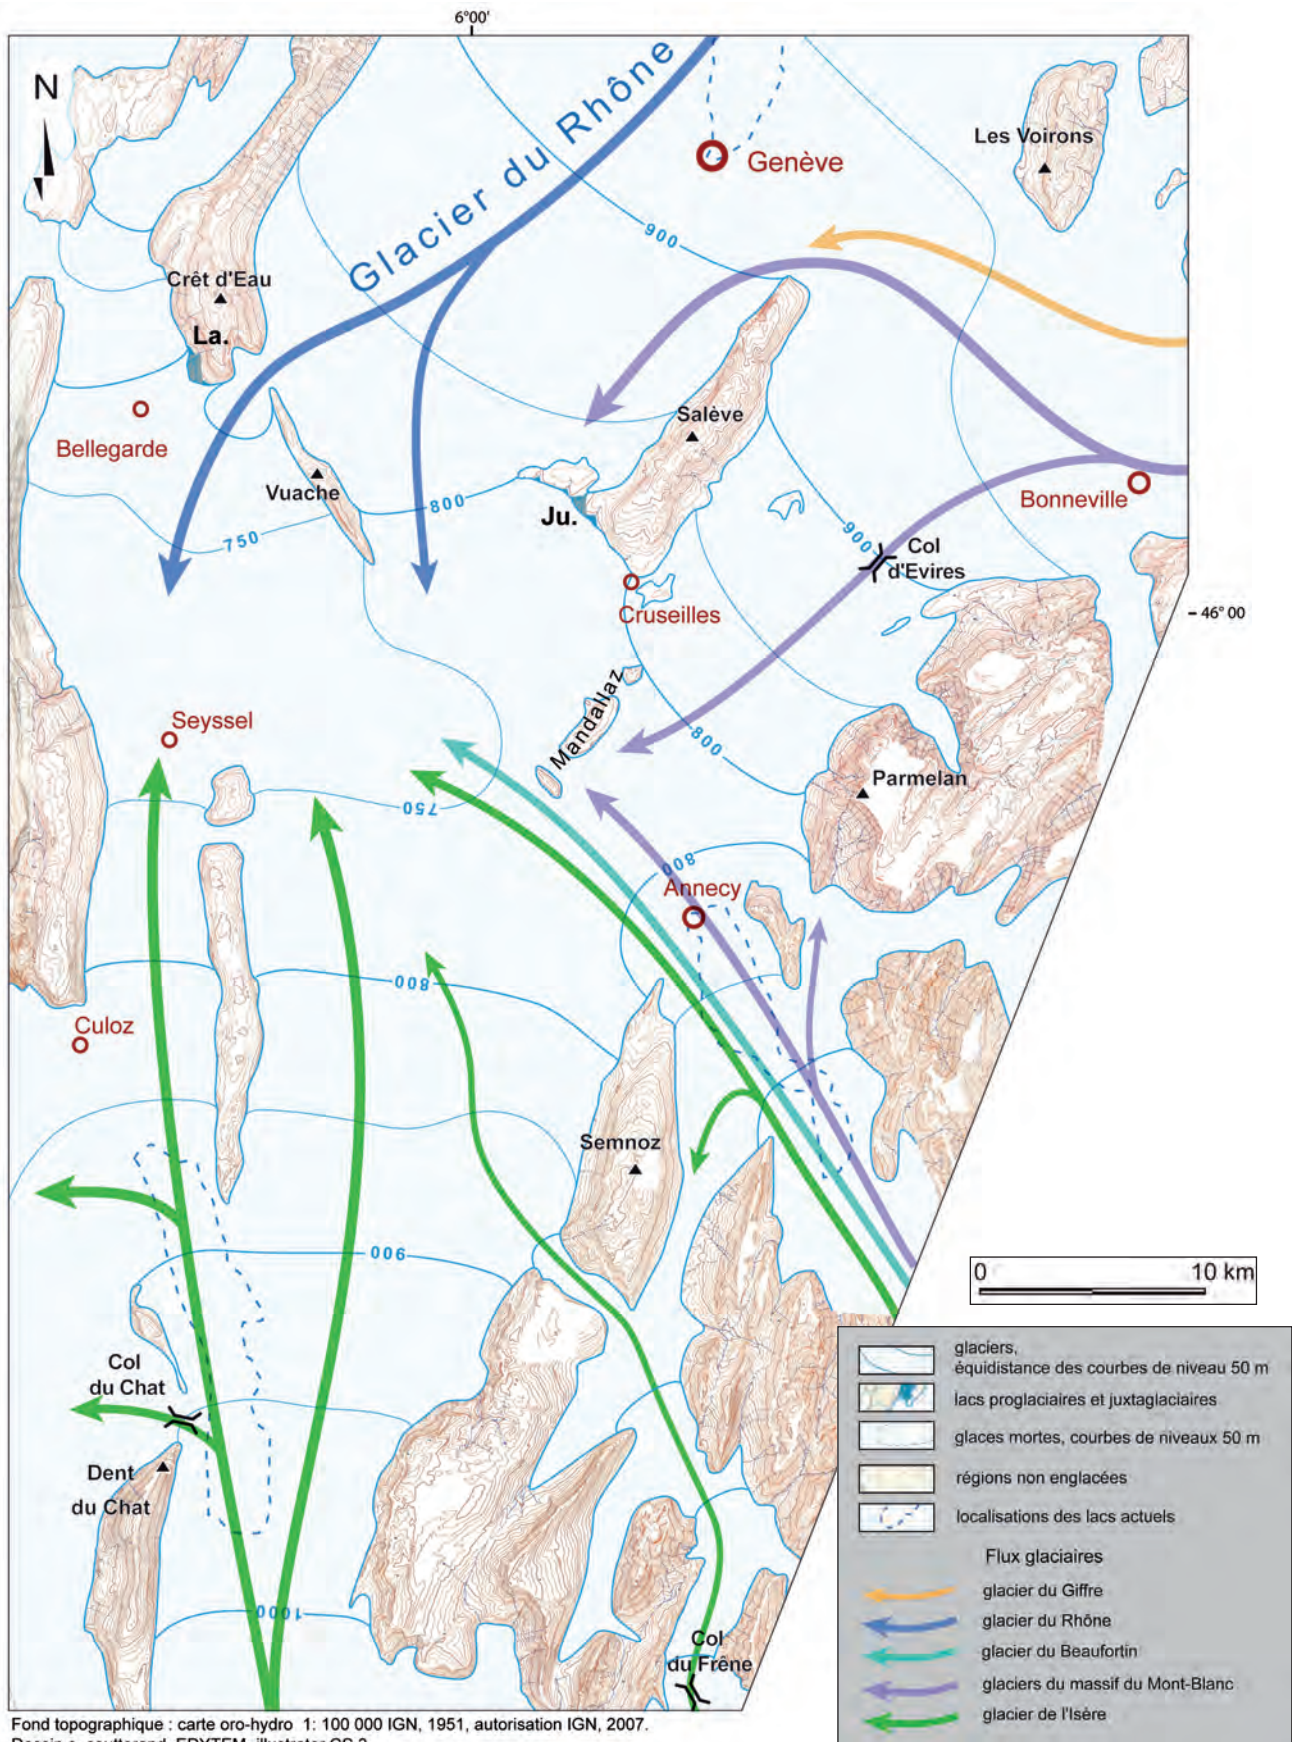 6°00'
N
Glacier du Rhône
Genève
Les Voirons
900
Crêt d'Eau
La.
Bellegarde
Salève
Vuache
800
Ju.
750
Bonneville
900
Col
d'Evires
Cruseilles
46° 00
Mandallaz
Seyssel
800
Parmelan
750
800
Annecy
800
Culoz
Semnoz
900
0 10 km
Col
du Chat
Dent
du Chat
1000
Col
du Frêne
glaciers,
équidistance des courbes de niveau 50 m
lacs proglaciaires et juxtaglaciaires
glaces mortes, courbes de niveaux 50 m
régions non englacées
localisations des lacs actuels
Flux glaciaires
glacier du Giffre
glacier du Rhône
glacier du Beaufortin
glaciers du massif du Mont-Blanc
glacier de l'Isère
Fond topographique : carte oro-hydro 1: 100 000 IGN, 1951, autorisation IGN, 2007.